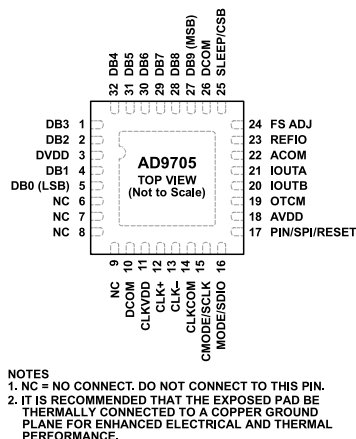 32 DB4
31 DB5
30 DB6
29 DB7
28 DB8
27 DB9 (MSB)
26 DCOM
25 SLEEP/CSB
DB3 1
DB2 2
DVDD 3
DB1 4
DB0 (LSB) 5
NC 6
NC 7
NC 8
AD9705
TOP VIEW
(Not to Scale)
24 FS ADJ
23 REFIO
22 ACOM
21 IOUTA
20 IOUTB
19 OTCM
18 AVDD
17 PIN/SPI/RESET
NC 9
DCOM 10
CLKVDD 11
CLK+ 12
CLK– 13
CLKCOM 14
CMODE/SCLK 15
MODE/SDIO 16
NOTES
1. NC = NO CONNECT. DO NOT CONNECT TO THIS PIN.
2. IT IS RECOMMENDED THAT THE EXPOSED PAD BE
THERMALLY CONNECTED TO A COPPER GROUND
PLANE FOR ENHANCED ELECTRICAL AND THERMAL
PERFORMANCE.